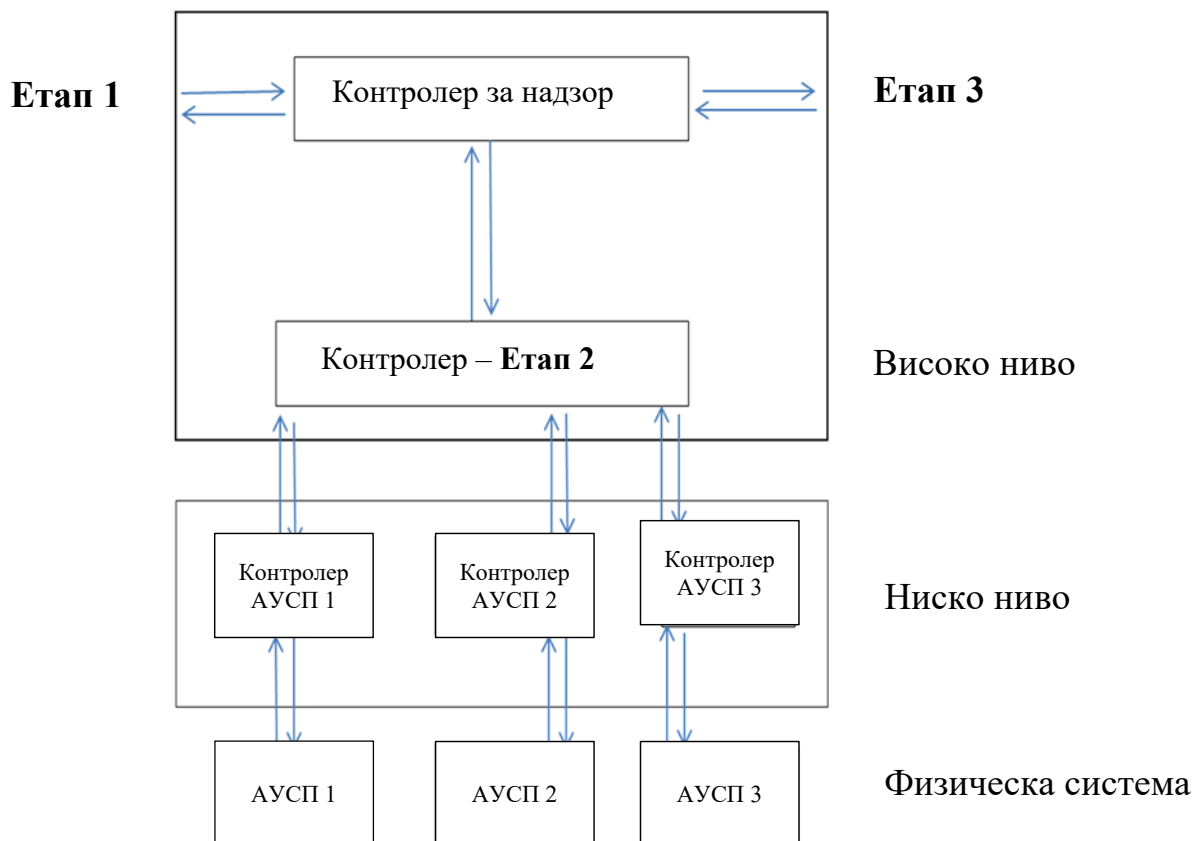 Етап 1
Контролер за надзор
Етап 3
Контролер – Етап 2
Високо ниво
Контролер
АУСП 1
Контролер
АУСП 2
Контролер
АУСП 3
Ниско ниво
АУСП 1
АУСП 2
АУСП 3
Физическа система